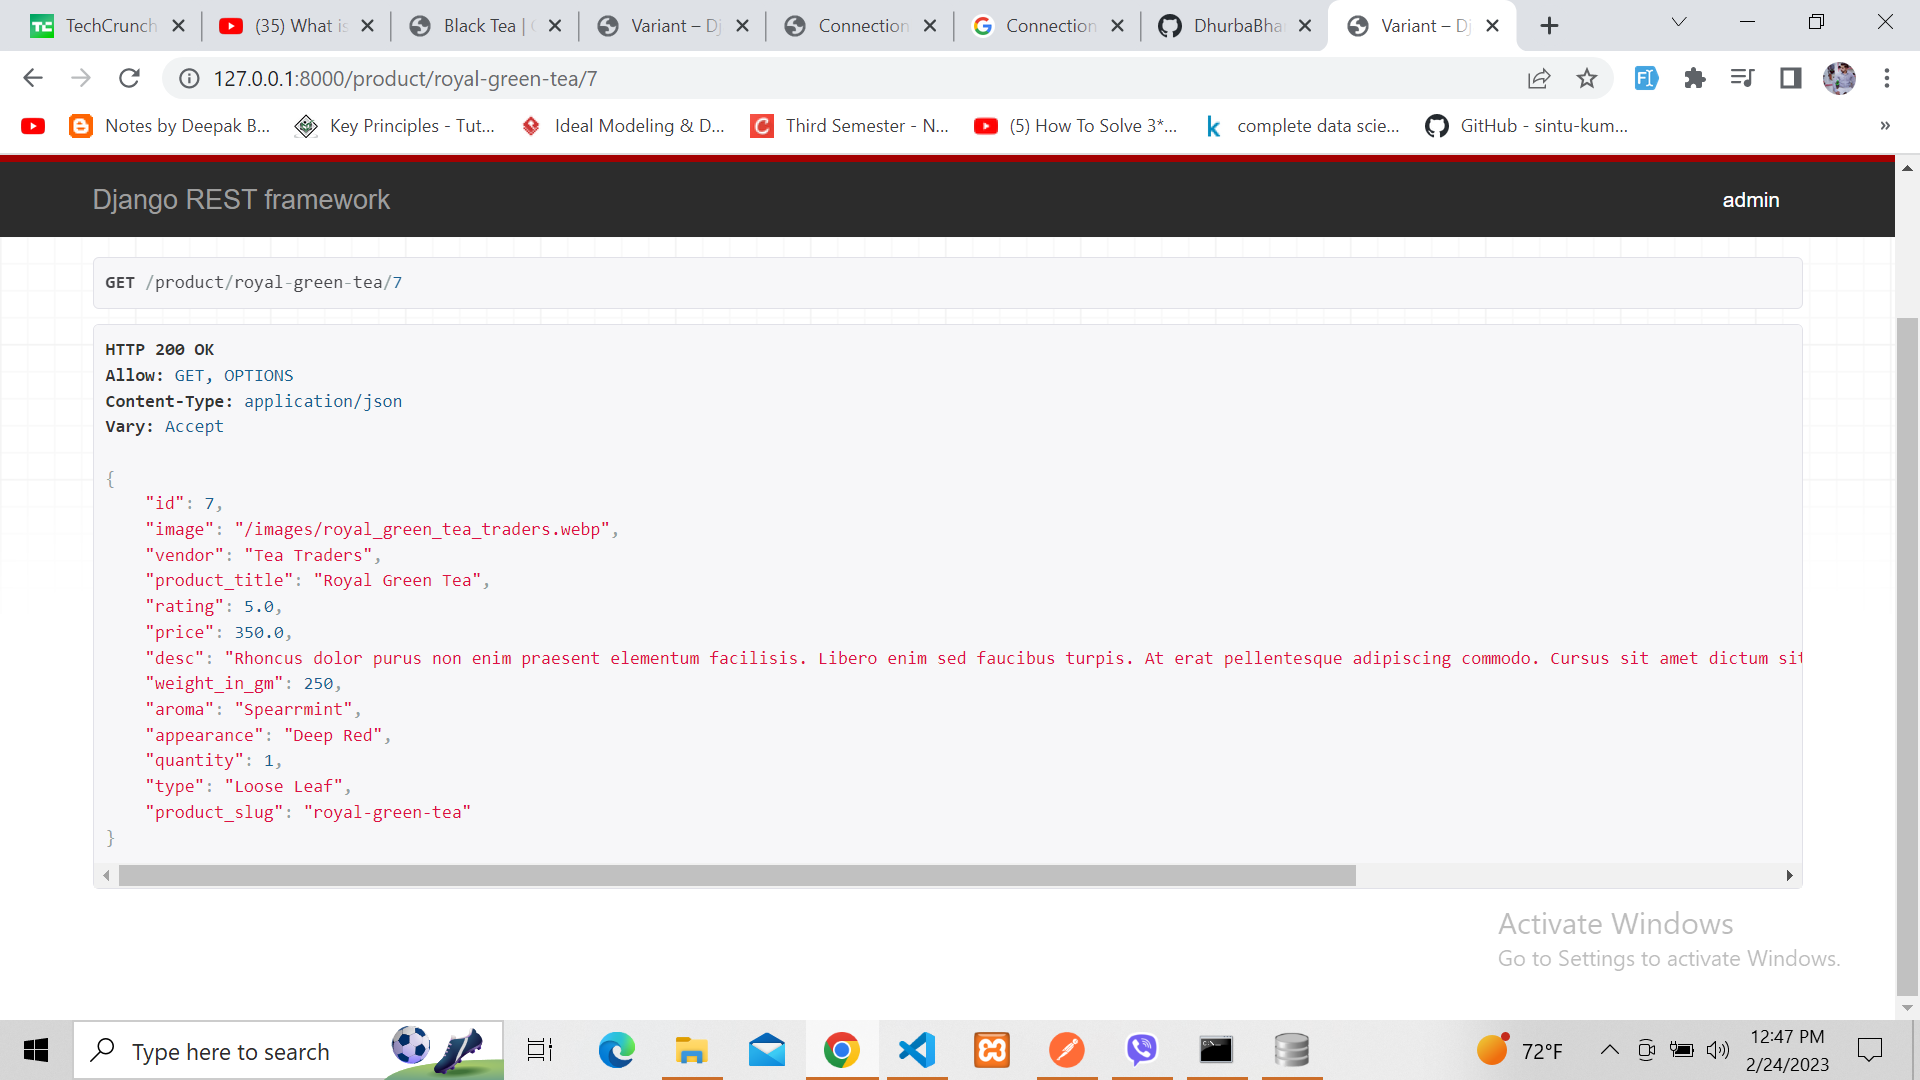 TechCrunch
(35) What is
Black Tea |
Variant – Dj
Connection
Connection
DhurbaBha
Variant – Dj
127.0.0.1:8000/product/royal-green-tea/7
Notes by Deepak B...
Key Principles - Tut...
Ideal Modeling & D...
Third Semester - N...
(5) How To Solve 3*...
complete data scie...
GitHub - sintu-kum...
»
Django REST framework
admin
GET /product/royal-green-tea/7
HTTP 200 OK
Allow: GET, OPTIONS
Content-Type: application/json
Vary: Accept
{
"id": 7,
"image": "/images/royal_green_tea_traders.webp",
"vendor": "Tea Traders",
"product_title": "Royal Green Tea",
"rating": 5.0,
"price": 350.0,
"desc": "Rhoncus dolor purus non enim praesent elementum facilisis. Libero enim sed faucibus turpis. At erat pellentesque adipiscing commodo. Cursus sit amet dictum sit
"weight_in_gm": 250,
"aroma": "Spearrmint",
"appearance": "Deep Red",
"quantity": 1,
"type": "Loose Leaf",
"product_slug": "royal-green-tea"
}
Activate Windows
Go to Settings to activate Windows.
Type here to search
72°F
12:47 PM
2/24/2023